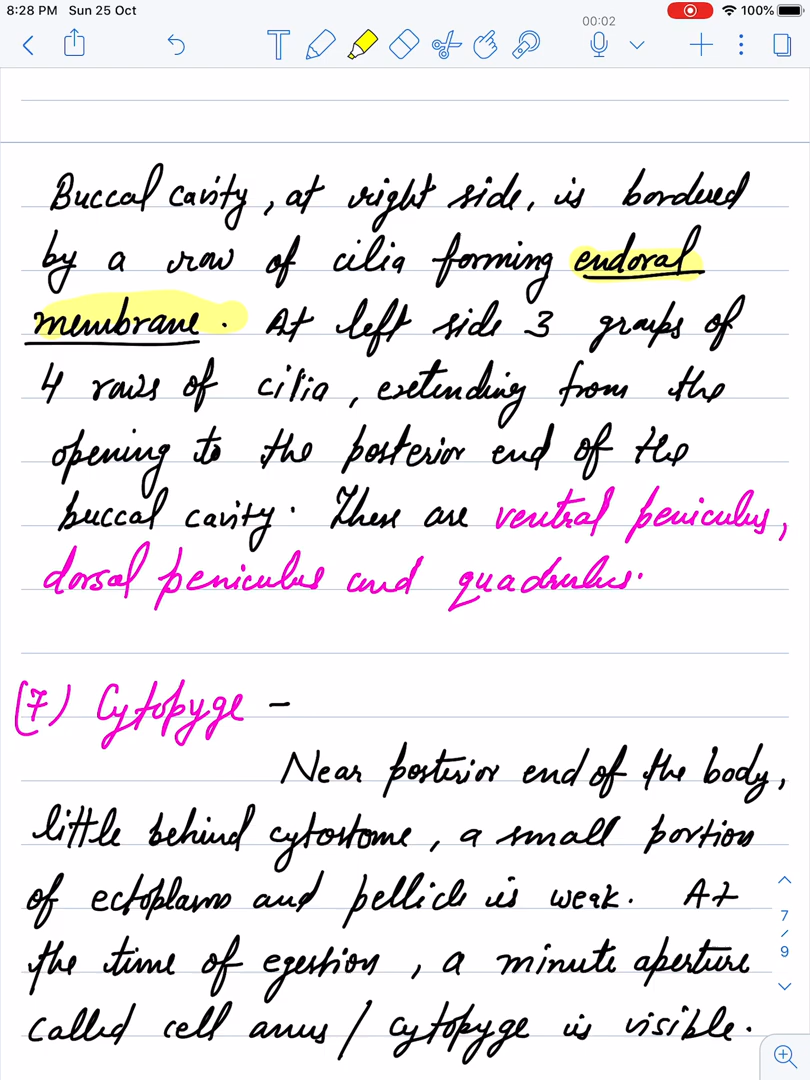 8:28 PM Sun 25 Oct 100%
00:02
T
Buccal cavity, at right side, is bordered
by a row of cilia forming endoral
membrane. At left side 3 groups of
4 rows of cilia, extending from the
opening to the posterior end of the
buccal cavity. These are ventral peniculus,
dorsal peniculus and quadrulus.
(7) Cytopyge -
Near posterior end of the body,
little behind cytostome, a small portion
of ectoplasm and pellicle is weak. At
the time of egestion, a minute aperture
called cell anus / cytopyge is visible.
7
/
9